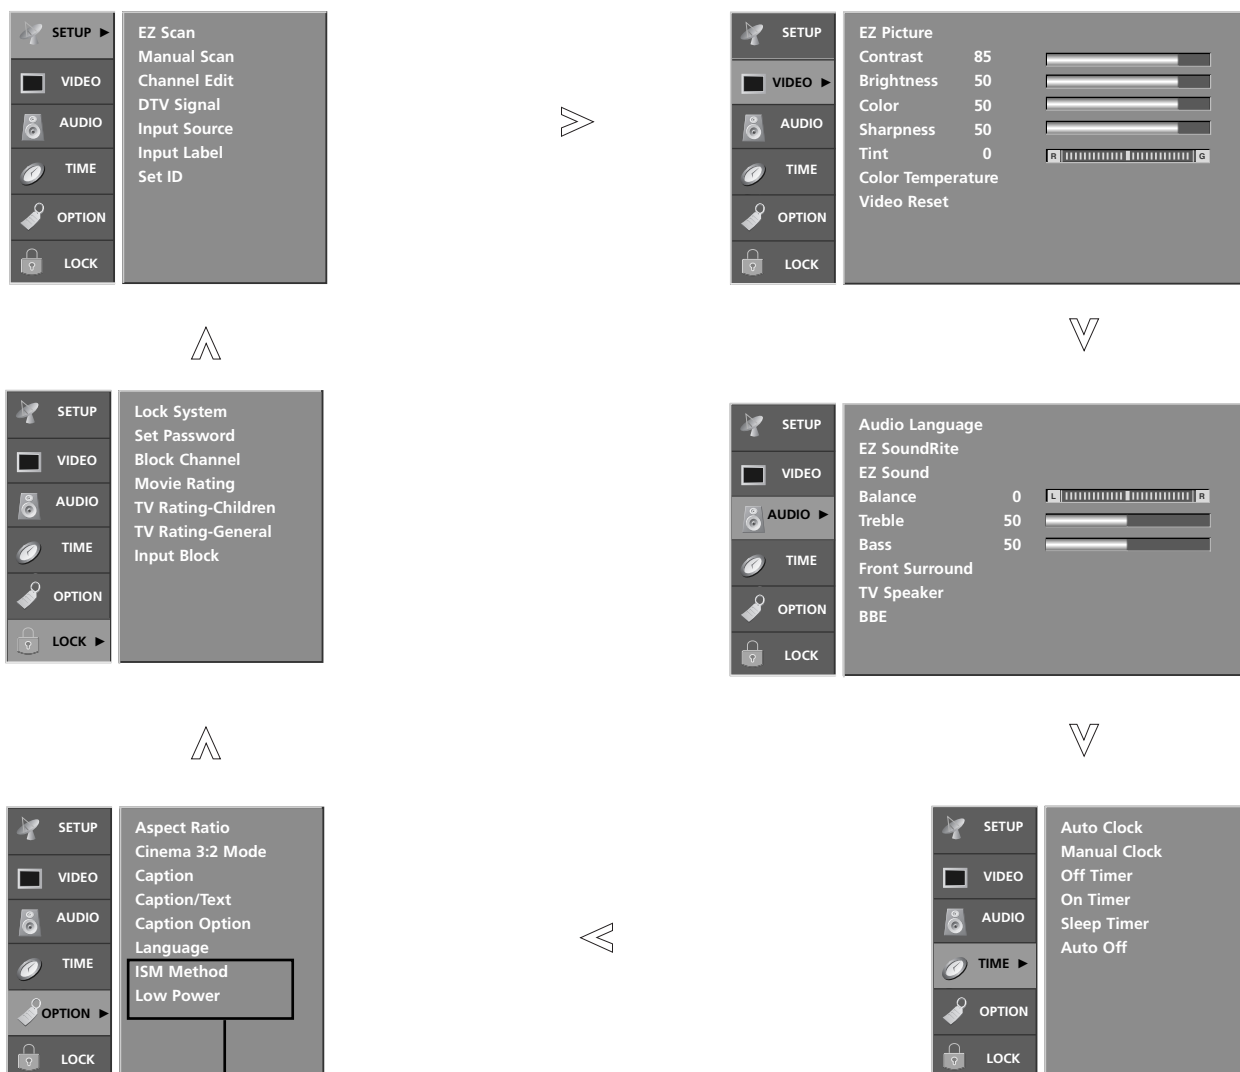 SETUP
VIDEO
AUDIO
TIME
OPTION
LOCK
EZ Scan
Manual Scan
Channel Edit
DTV Signal
Input Source
Input Label
Set ID
SETUP
VIDEO
AUDIO
TIME
OPTION
LOCK
EZ Picture
Contrast 85
Brightness 50
Color 50
Sharpness 50
Tint 0 R G
Color Temperature
Video Reset
SETUP
VIDEO
AUDIO
TIME
OPTION
LOCK
Lock System
Set Password
Block Channel
Movie Rating
TV Rating-Children
TV Rating-General
Input Block
SETUP
VIDEO
AUDIO
TIME
OPTION
LOCK
Audio Language
EZ SoundRite
EZ Sound
Balance 0 L R
Treble 50
Bass 50
Front Surround
TV Speaker
BBE
SETUP
VIDEO
AUDIO
TIME
OPTION
LOCK
Aspect Ratio
Cinema 3:2 Mode
Caption
Caption/Text
Caption Option
Language
ISM Method
Low Power
SETUP
VIDEO
AUDIO
TIME
OPTION
LOCK
Auto Clock
Manual Clock
Off Timer
On Timer
Sleep Timer
Auto Off